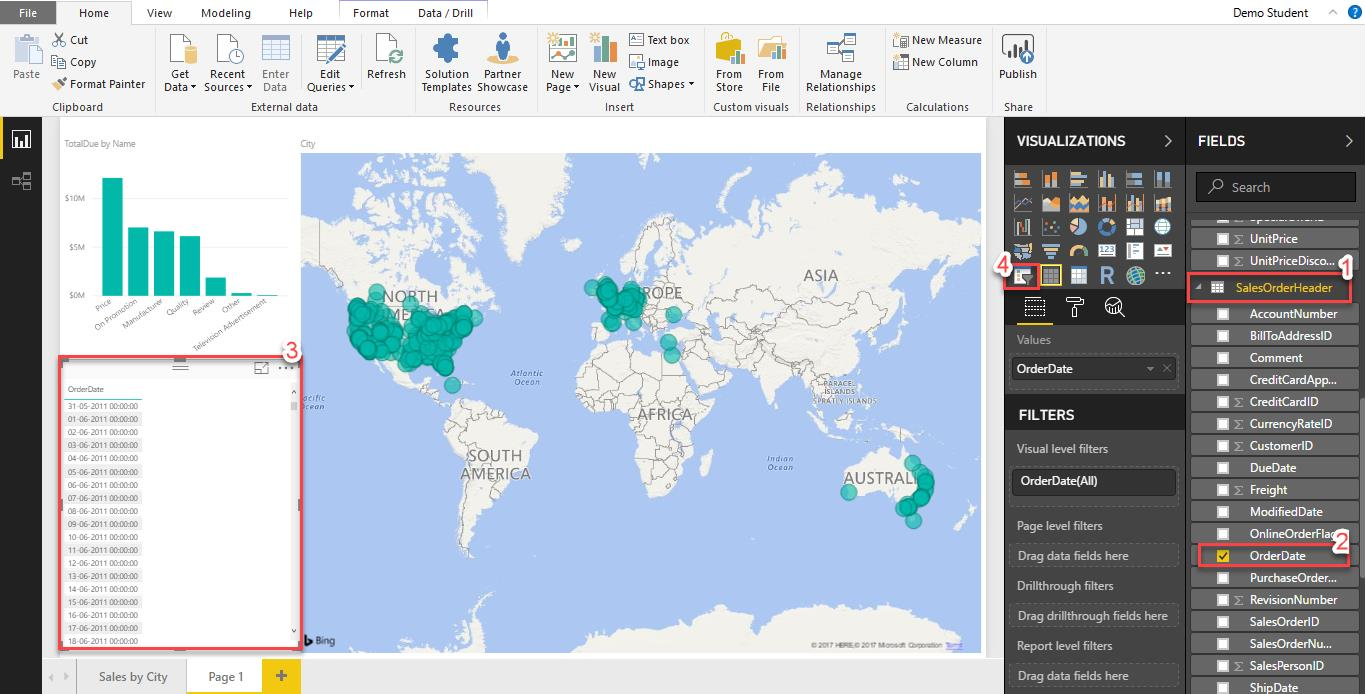 File Home View Modeling Help Format Data / Drill Demo Student ?
Paste
Cut
Copy
Format Painter
Clipboard
Get Data
Recent Sources
Enter Data
Edit Queries
Refresh
External data
Solution Templates
Partner Showcase
Resources
New Page
New Visual
Text box
Image
Shapes
Insert
From Store
From File
Custom visuals
Manage Relationships
Relationships
New Measure
New Column
Calculations
Publish
Share
TotalDue by Name
$10M
$5M
$0M
Price
On Promotion
Manufacturer
Quality
Review
Other
Television Advertisement
3
OrderDate
31-05-2011 00:00:00
01-06-2011 00:00:00
02-06-2011 00:00:00
03-06-2011 00:00:00
04-06-2011 00:00:00
05-06-2011 00:00:00
06-06-2011 00:00:00
07-06-2011 00:00:00
08-06-2011 00:00:00
09-06-2011 00:00:00
10-06-2011 00:00:00
11-06-2011 00:00:00
12-06-2011 00:00:00
13-06-2011 00:00:00
14-06-2011 00:00:00
15-06-2011 00:00:00
16-06-2011 00:00:00
17-06-2011 00:00:00
18-06-2011 00:00:00
City
NORTH
AMERICA
ROPE
ASIA
Atlantic
Ocean
acific
Ocean
PARACEL
ISLANDS
SPRATLY ISLANDS
AFRICA
SOUTH
AMERICA
Indian
Ocean
AUSTRAL
Bing
© 2017 HERE, © 2017 Microsoft Corporation Terms
VISUALIZATIONS
123
R
4
Values
OrderDate
FILTERS
Visual level filters
OrderDate(All)
Page level filters
Drag data fields here
Drillthrough filters
Drag drillthrough fields here
Report level filters
Drag data fields here
FIELDS
Search
UnitPrice
UnitPriceDisco...
1
SalesOrderHeader
AccountNumber
BillToAddressID
Comment
CreditCardApp...
CreditCardID
CurrencyRateID
CustomerID
DueDate
Freight
ModifiedDate
OnlineOrderFlag
2
OrderDate
PurchaseOrder...
RevisionNumber
SalesOrderID
SalesOrderNu...
SalesPersonID
ShipDate
Sales by City Page 1 +